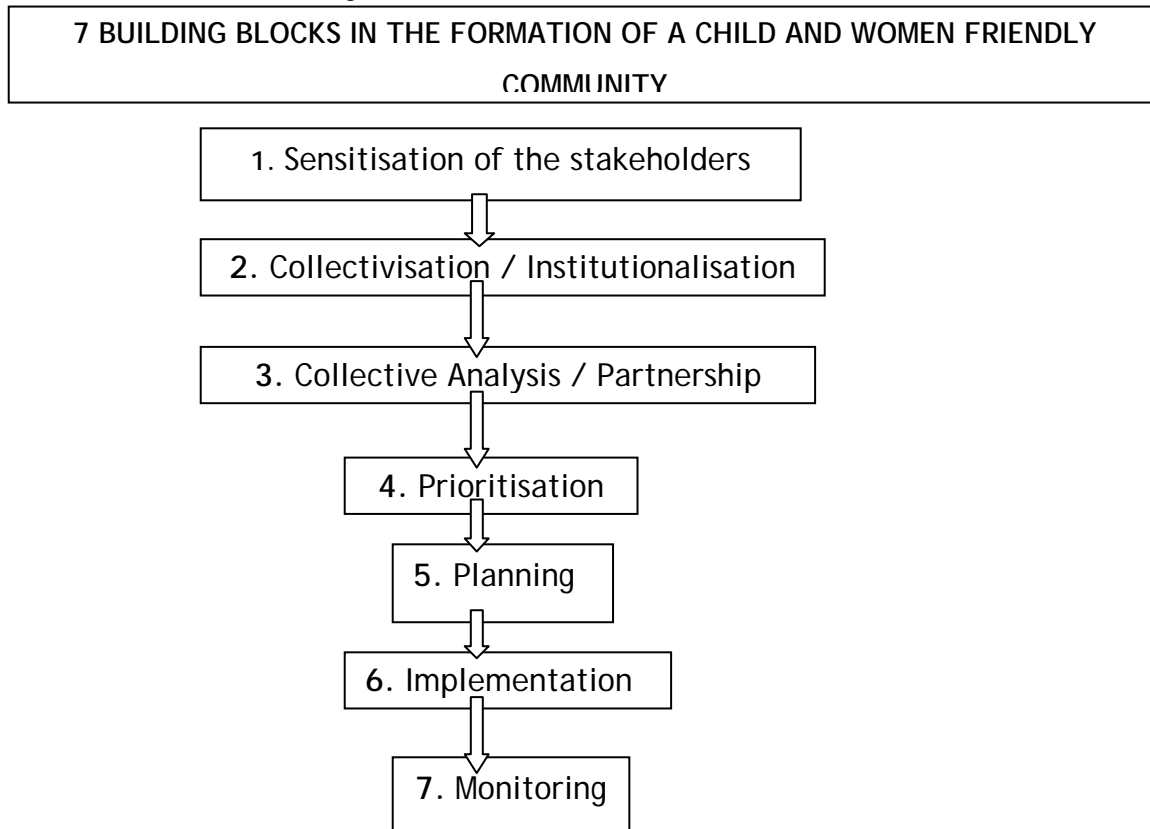 7 BUILDING BLOCKS IN THE FORMATION OF A CHILD AND WOMEN FRIENDLY
COMMUNITY
1. Sensitisation of the stakeholders
2. Collectivisation / Institutionalisation
3. Collective Analysis / Partnership
4. Prioritisation
5. Planning
6. Implementation
7. Monitoring